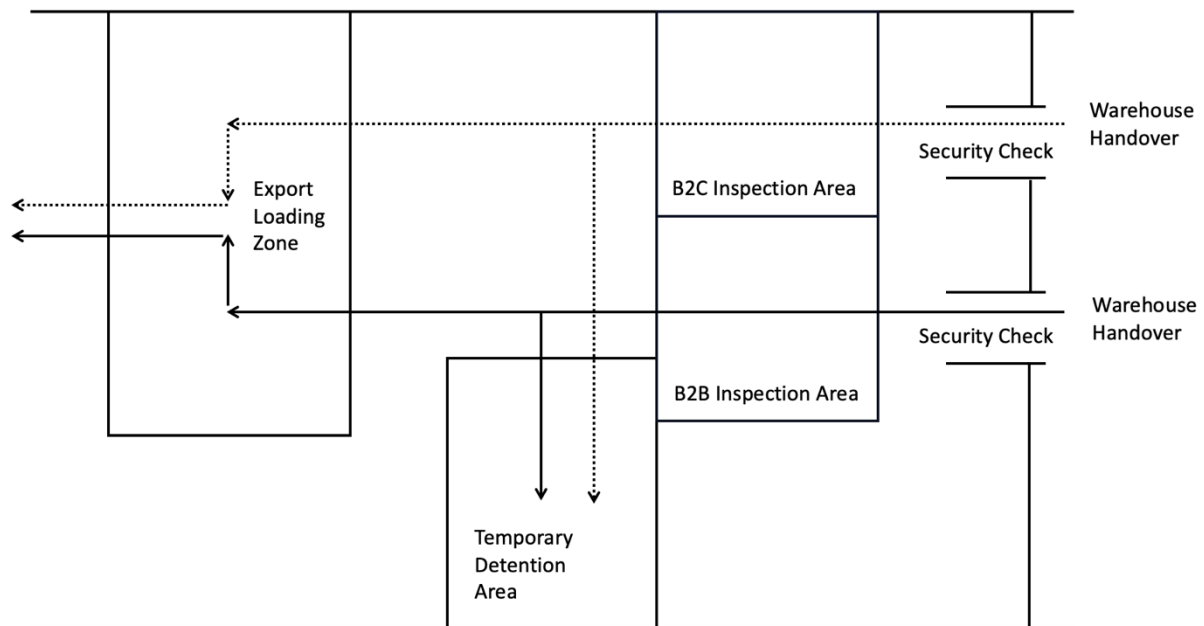 Warehouse
Handover
Security Check
B2C Inspection Area
Export
Loading
Zone
Warehouse
Handover
Security Check
B2B Inspection Area
Temporary
Detention
Area